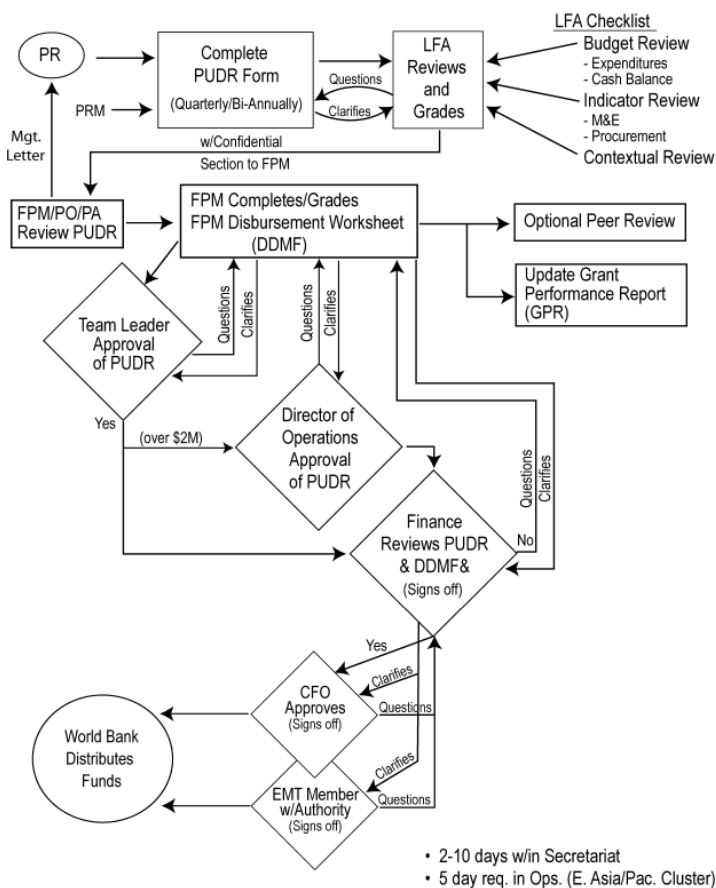 PR
Complete
PUDR Form
(Quarterly/Bi-Annually)
PRM
Questions
Clarifies
LFA
Reviews
and
Grades
LFA Checklist
Budget Review
- Expenditures
- Cash Balance
Indicator Review
- M&E
- Procurement
Contextual Review
Mgt.
Letter
w/Confidential
Section to FPM
FPM/PO/PA
Review PUDR
FPM Completes/Grades
FPM Disbursement Worksheet
(DDMF)
Optional Peer Review
Update Grant
Performance Report
(GPR)
Team Leader
Approval
of PUDR
Questions
Clarifies
Questions
Clarifies
Yes
(over $2M)
Director of
Operations
Approval
of PUDR
Questions
Clarifies
Finance
Reviews PUDR
& DDMF&
(Signs off)
No
Yes
Clarifies
CFO
Approves
(Signs off)
Questions
World Bank
Distributes
Funds
Clarifies
EMT Member
w/Authority
(Signs off)
Questions
• 2-10 days w/in Secretariat
• 5 day req. in Ops. (E. Asia/Pac. Cluster)